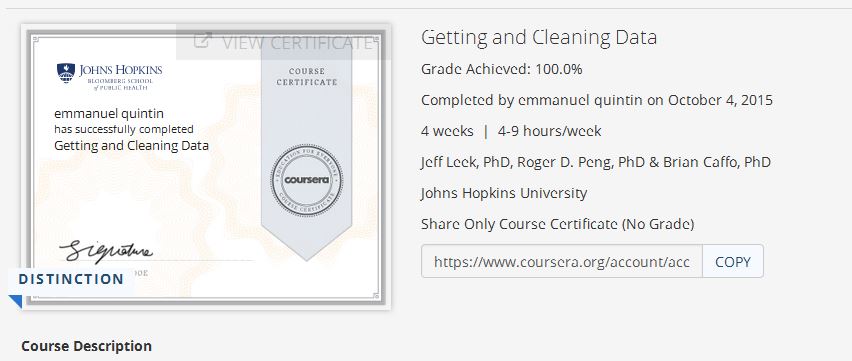 VIEW CERTIFICATE
JOHNS HOPKINS
BLOOMBERG SCHOOL
of PUBLIC HEALTH
emmanuel quintin
has successfully completed
Getting and Cleaning Data
COURSE
CERTIFICATE
EDUCATION FOR EVERYONE
coursera
COURSE CERTIFICATE
Signature
DISTINCTION
Getting and Cleaning Data
Grade Achieved: 100.0%
Completed by emmanuel quintin on October 4, 2015
4 weeks | 4-9 hours/week
Jeff Leek, PhD, Roger D. Peng, PhD & Brian Caffo, PhD
Johns Hopkins University
Share Only Course Certificate (No Grade)
https://www.coursera.org/account/acc
COPY
Course Description